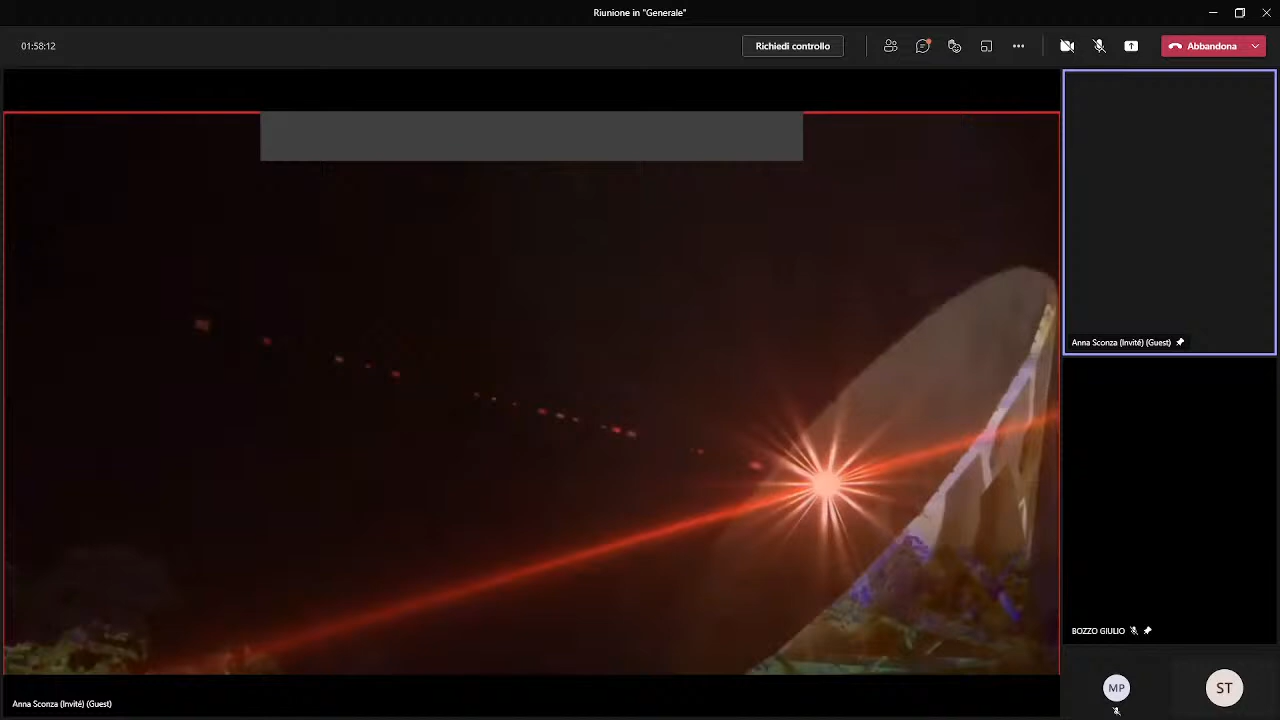 Riunione in "Generale"
01:58:12
Richiedi controllo
Abbandona
Anna Sconza (Invité) (Guest)
BOZZO GIULIO
MP
ST
Anna Sconza (Invité) (Guest)